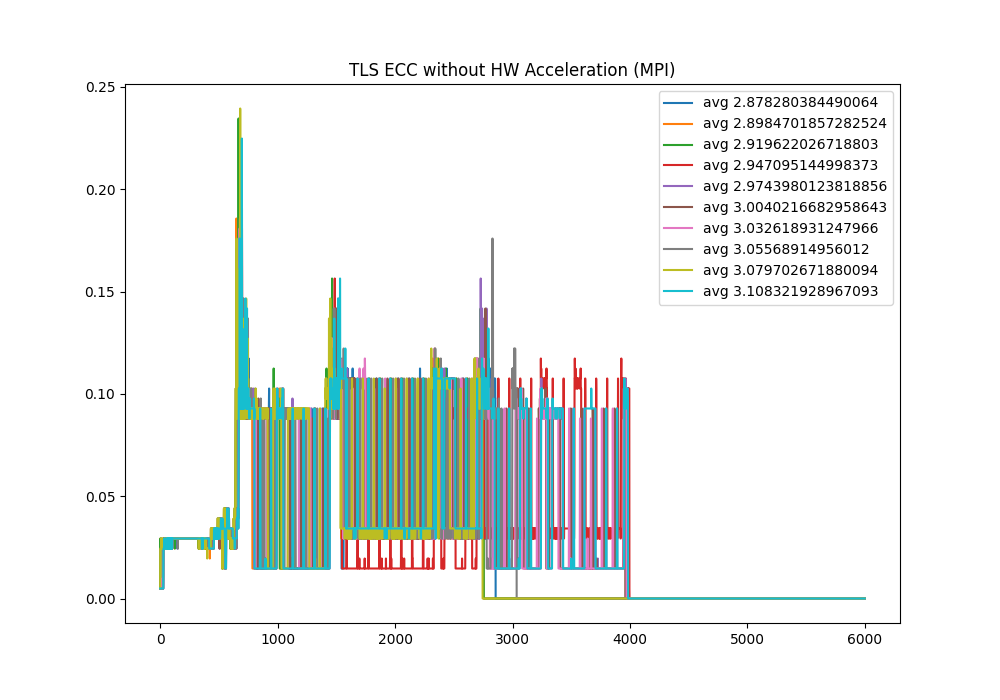 TLS ECC without HW Acceleration (MPI)
avg 2.878280384490064
avg 2.8984701857282524
avg 2.919622026718803
avg 2.947095144998373
avg 2.9743980123818856
avg 3.0040216682958643
avg 3.032618931247966
avg 3.05568914956012
avg 3.079702671880094
avg 3.108321928967093
0.25
0.20
0.15
0.10
0.05
0.00
0 1000 2000 3000 4000 5000 6000